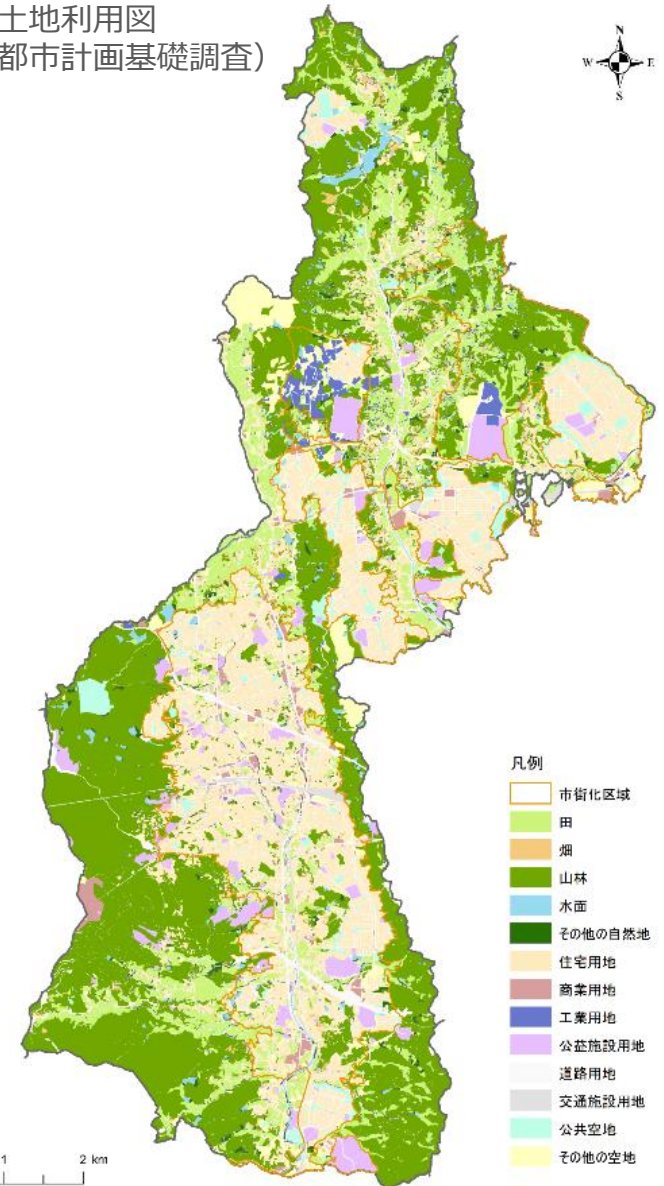 土地利用図
都市計画基礎調査）
N
W E
S
凡例
市街化区域
田
畑
山林
水面
その他の自然地
住宅用地
商業用地
工業用地
公益施設用地
道路用地
交通施設用地
公共空地
その他の空地
1 2 km